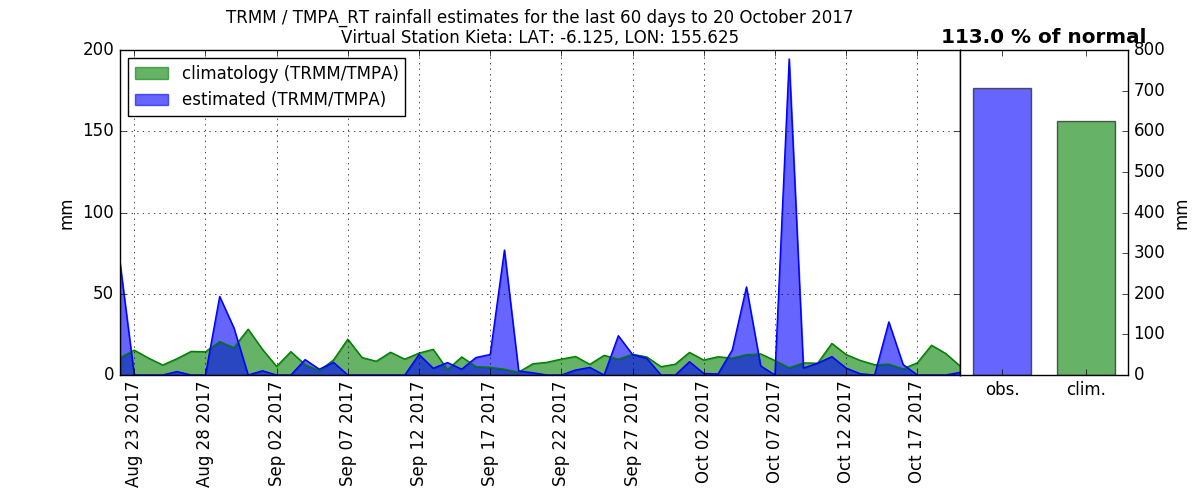 TRMM / TMPA_RT rainfall estimates for the last 60 days to 20 October 2017
Virtual Station Kieta: LAT: -6.125, LON: 155.625
113.0 % of normal
climatology (TRMM/TMPA)
estimated (TRMM/TMPA)
200
150
100
50
0
mm
800
700
600
500
400
300
200
100
0
mm
Aug 23 2017
Aug 28 2017
Sep 02 2017
Sep 07 2017
Sep 12 2017
Sep 17 2017
Sep 22 2017
Sep 27 2017
Oct 02 2017
Oct 07 2017
Oct 12 2017
Oct 17 2017
obs.
clim.